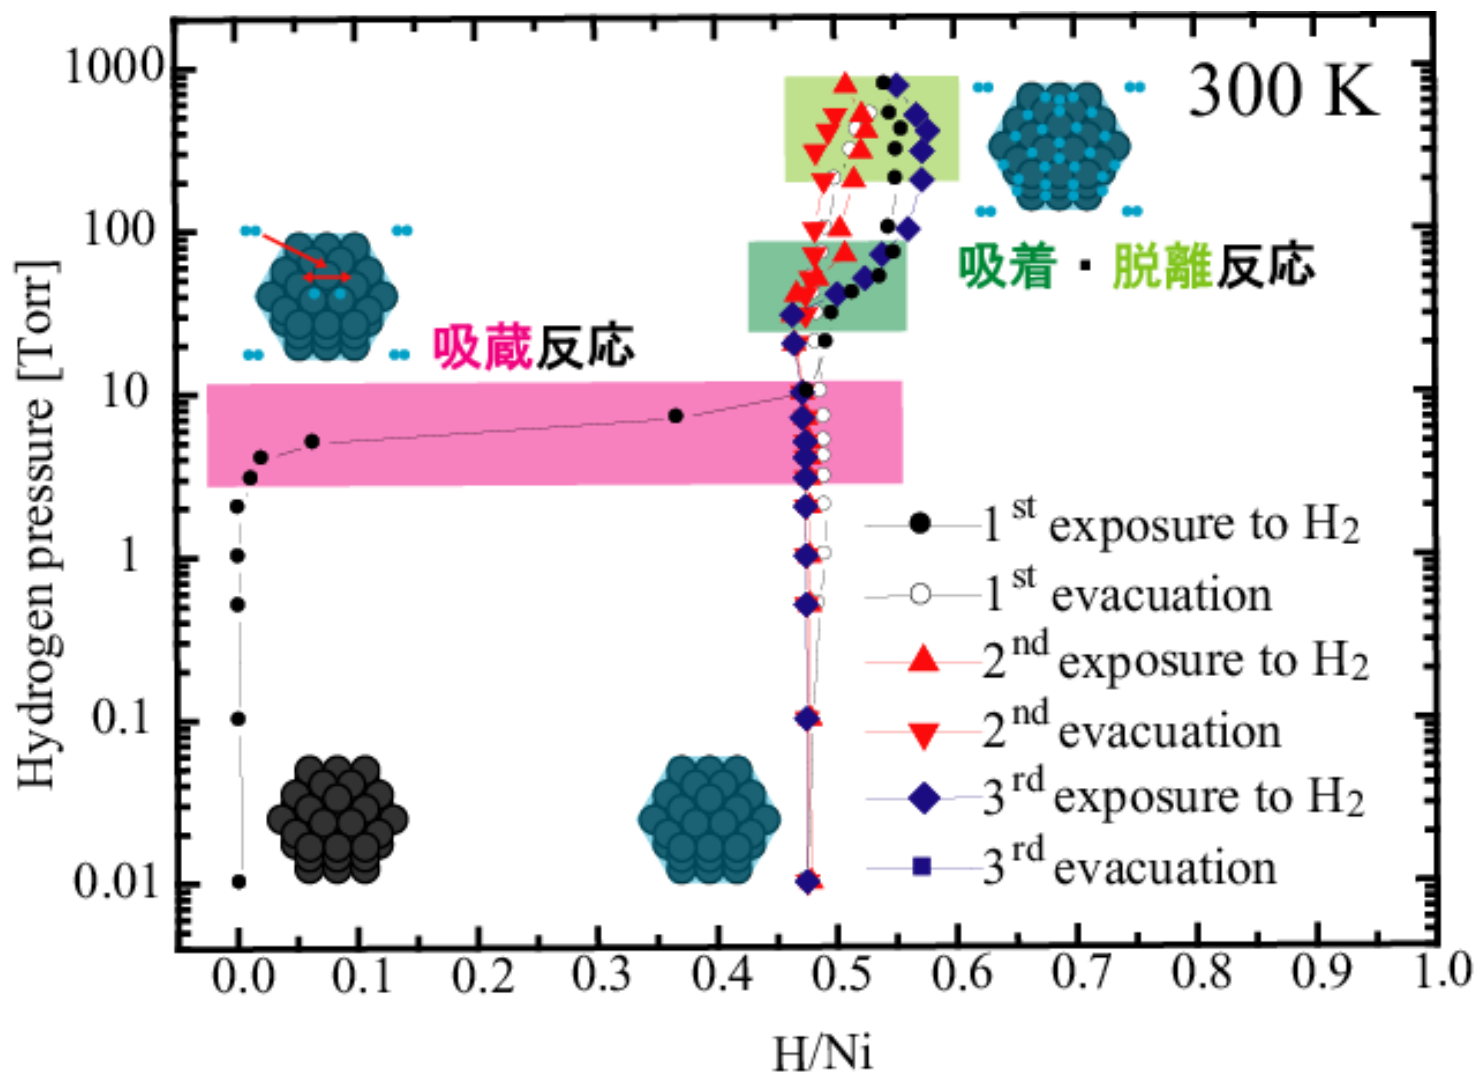 300 K
1000
100
10
1
0.1
0.01
Hydrogen pressure [Torr]
吸蔵反応
吸着・脱離反応
1st exposure to H2
1st evacuation
2nd exposure to H2
2nd evacuation
3rd exposure to H2
3rd evacuation
0.0 0.1 0.2 0.3 0.4 0.5 0.6 0.7 0.8 0.9 1.0
H/Ni